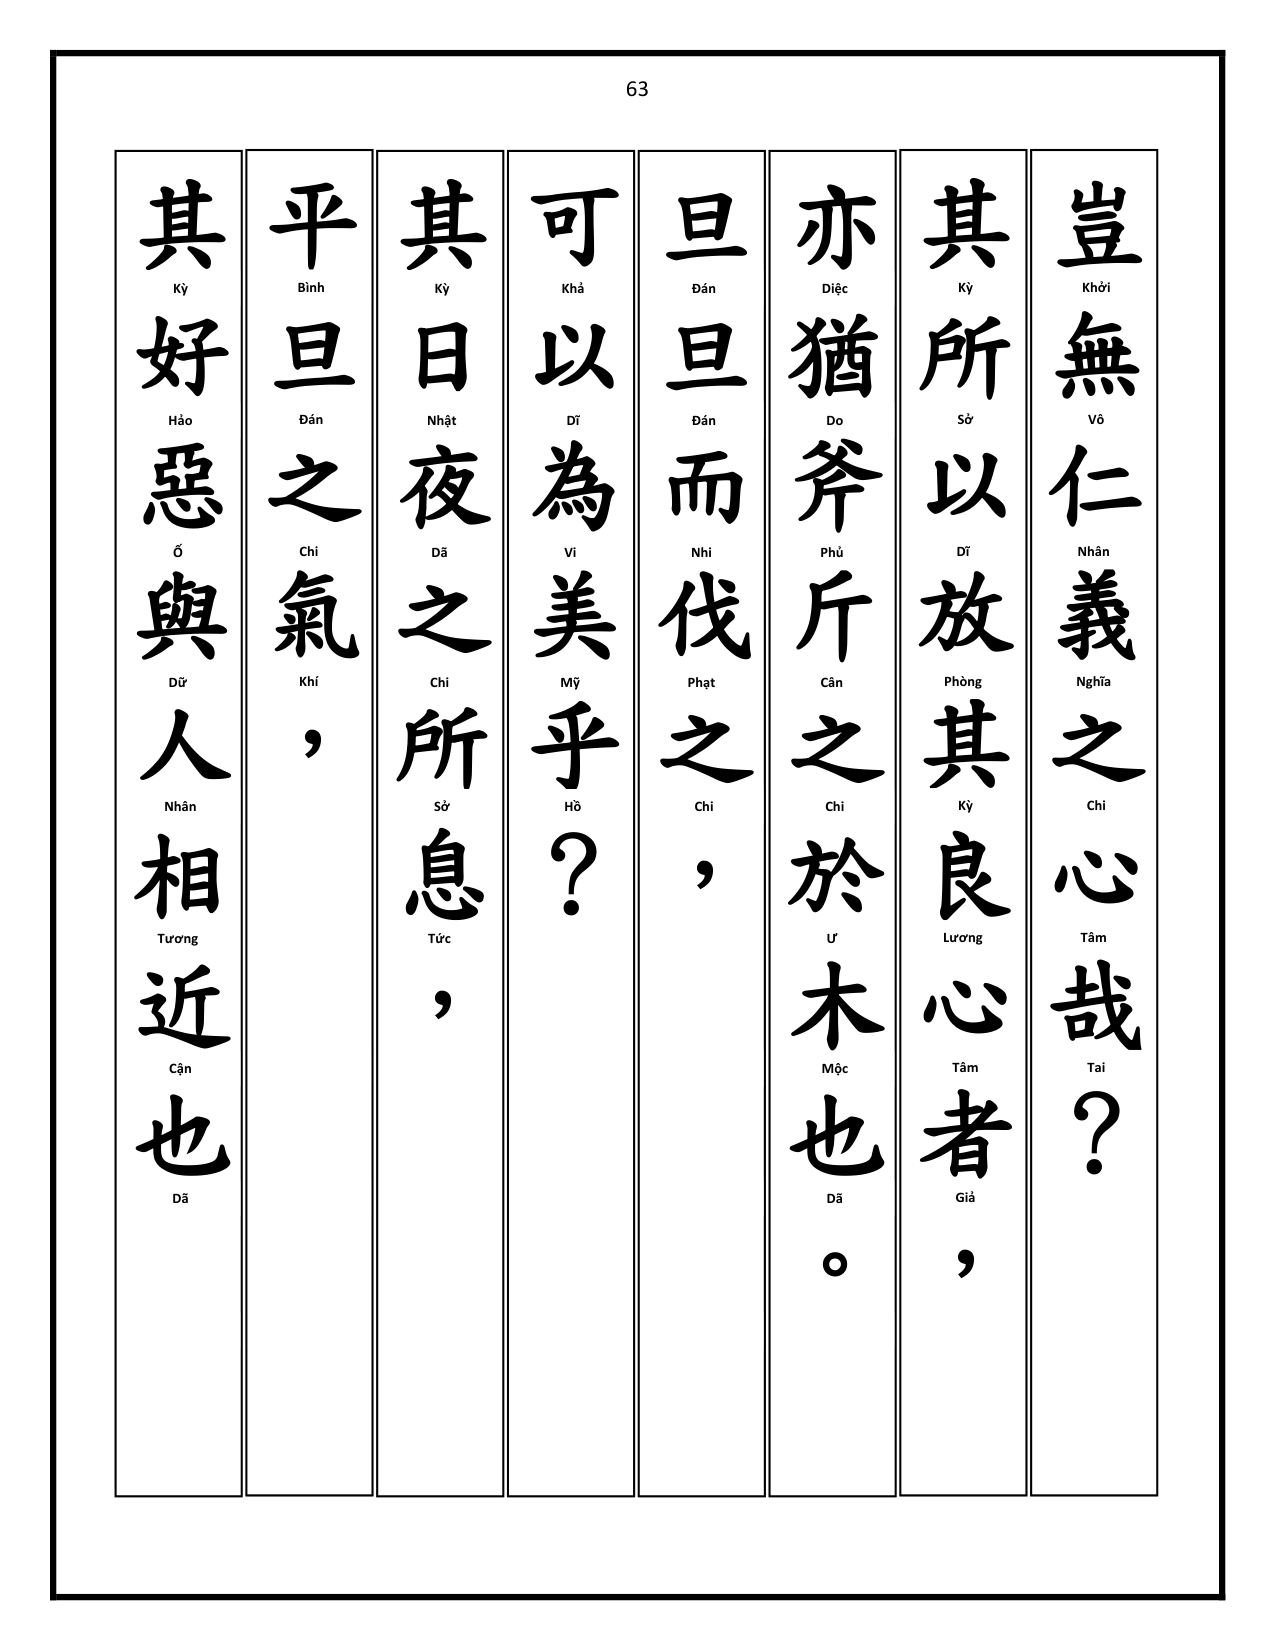 63
豈無仁義之心哉?
Khởi Vô Nhân Nghĩa Chi Tâm Tai
其所以放其良心者,
Kỳ Sở Dĩ Phòng Kỳ Lương Tâm Giả
亦猶斧斤之於木也。
Diệc Do Phủ Cân Chi Ư Mộc Dã
旦旦而伐之,
Đán Đán Nhi Phạt Chi
可以為美乎?
Khả Dĩ Vi Mỹ Hồ
其日夜之所息,
Kỳ Nhật Dã Chi Sở Tức
平旦之氣,
Bình Đán Chi Khí
其好惡與人相近也
Kỳ Hảo Ố Dữ Nhân Tương Cận Dã